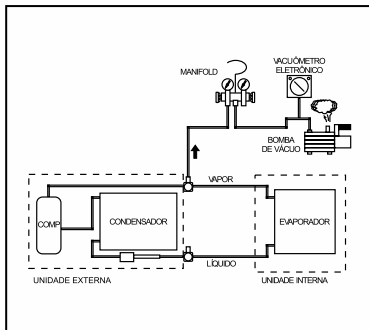 VACUÔMETRO
ELETRÔNICO
MANIFOLD
BOMBA
DE VÁCUO
VAPOR
COMP
CONDENSADOR
EVAPORADOR
LÍQUIDO
UNIDADE EXTERNA
UNIDADE INTERNA